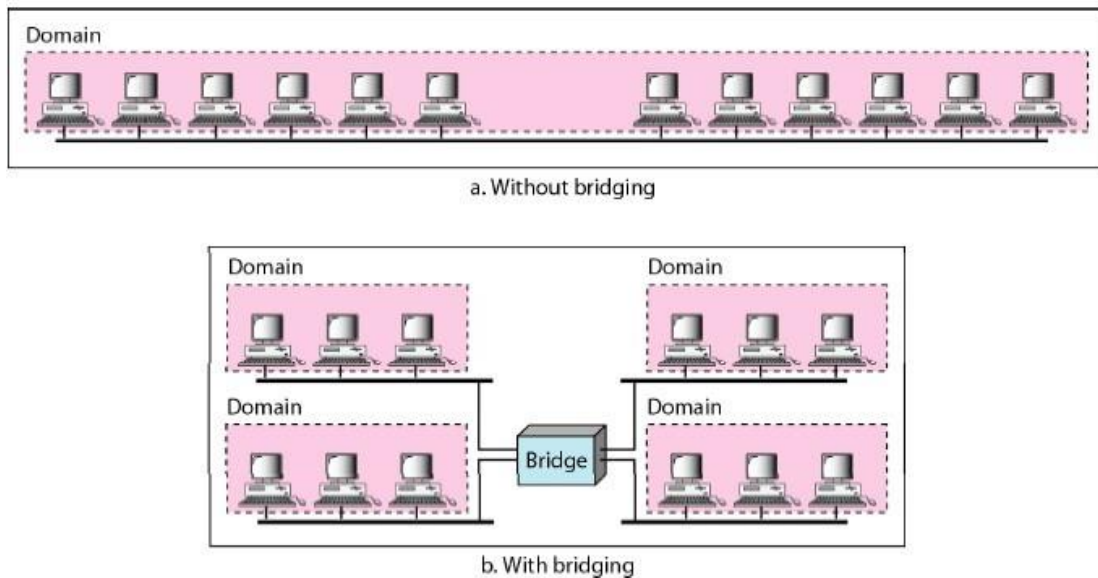 Domain
a. Without bridging
Domain
Domain
Domain
Domain
Bridge
b. With bridging